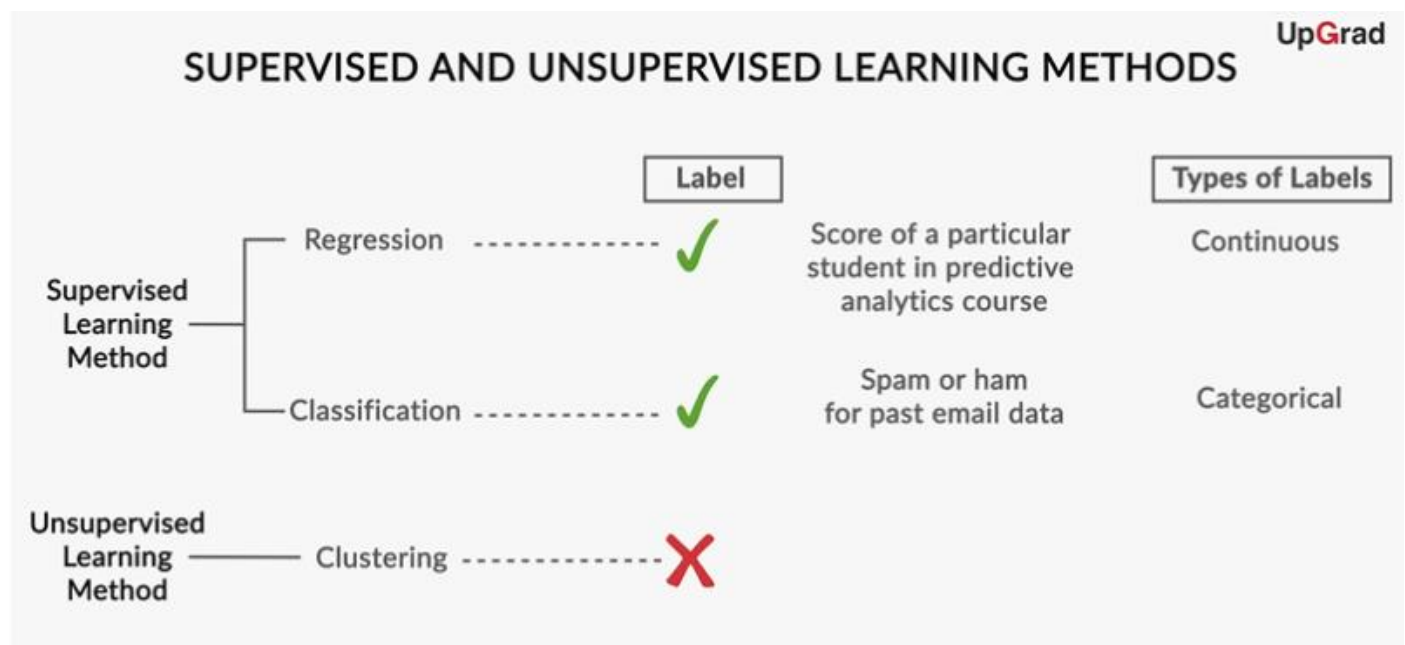 UpGrad
SUPERVISED AND UNSUPERVISED LEARNING METHODS
Label
Types of Labels
Supervised
Learning
Method
Regression
Score of a particular
student in predictive
analytics course
Continuous
Classification
Spam or ham
for past email data
Categorical
Unsupervised
Learning
Method
Clustering